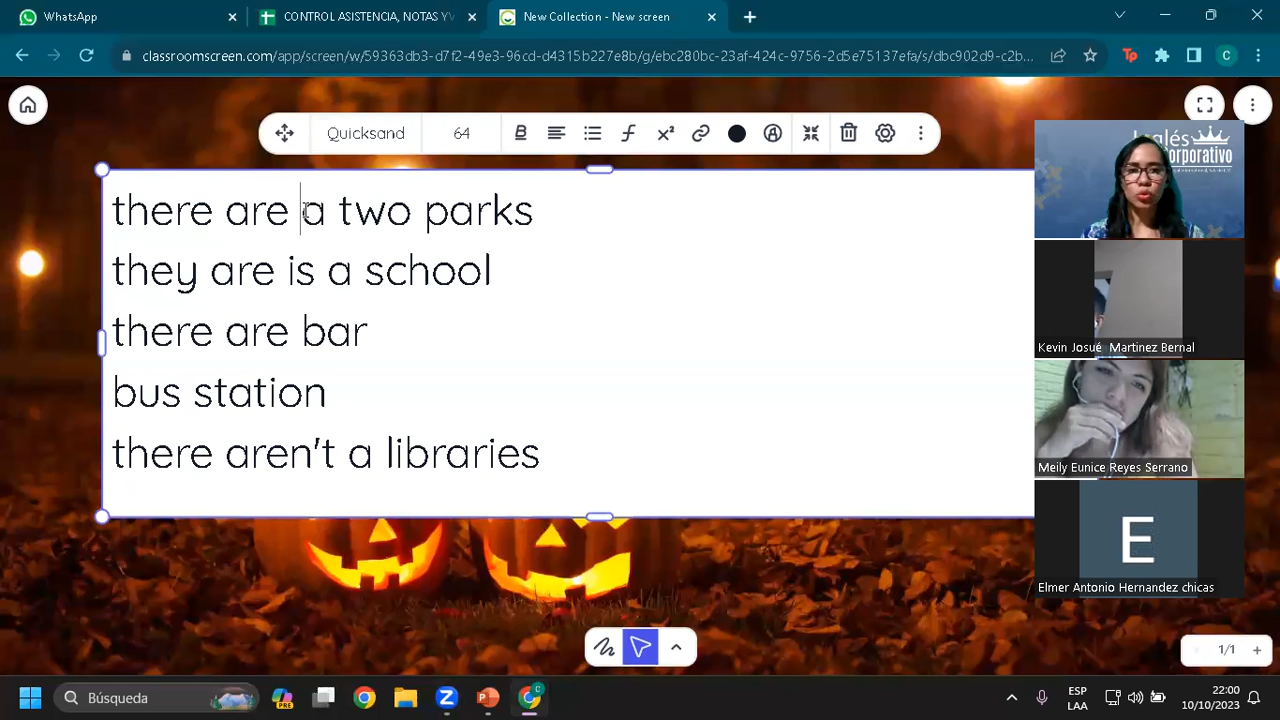 WhatsApp
CONTROL ASISTENCIA, NOTAS YV
New Collection - New screen
classroomscreen.com/app/screen/w/59363db3-d7f2-49e3-96cd-d4315b227e8b/g/ebc280bc-23af-424c-9756-2d5e75137efa/s/dbc902d9-c2b...
Quicksand
64
there are a two parks
they are is a school
there are bar
bus station
there aren't a libraries
Inglés
Corporativo
Kevin Josué Martinez Bernal
Meily Eunice Reyes Serrano
E
Elmer Antonio Hernandez chicas
1/1
Búsqueda
PRE
ESP
LAA
22:00
10/10/2023